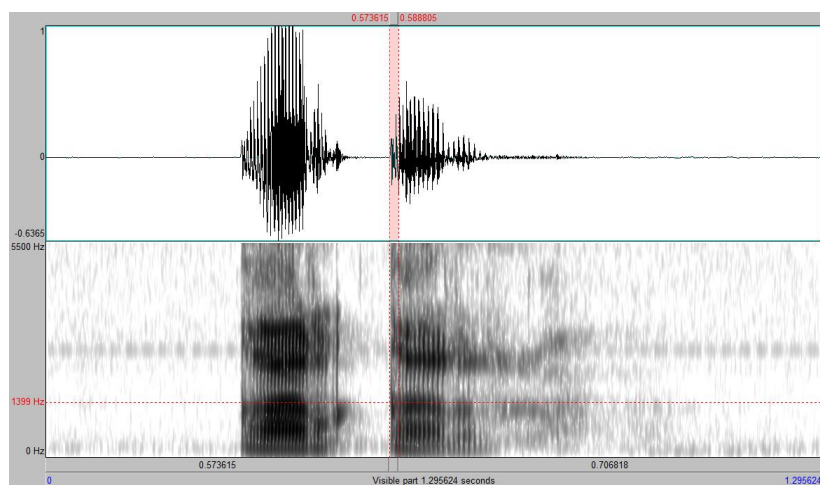 0.573615 0.588805
1
0
-0.6365
5500 Hz
1399 Hz
0 Hz
0.573615 0.706818
0 Visible part 1.295624 seconds 1.295624